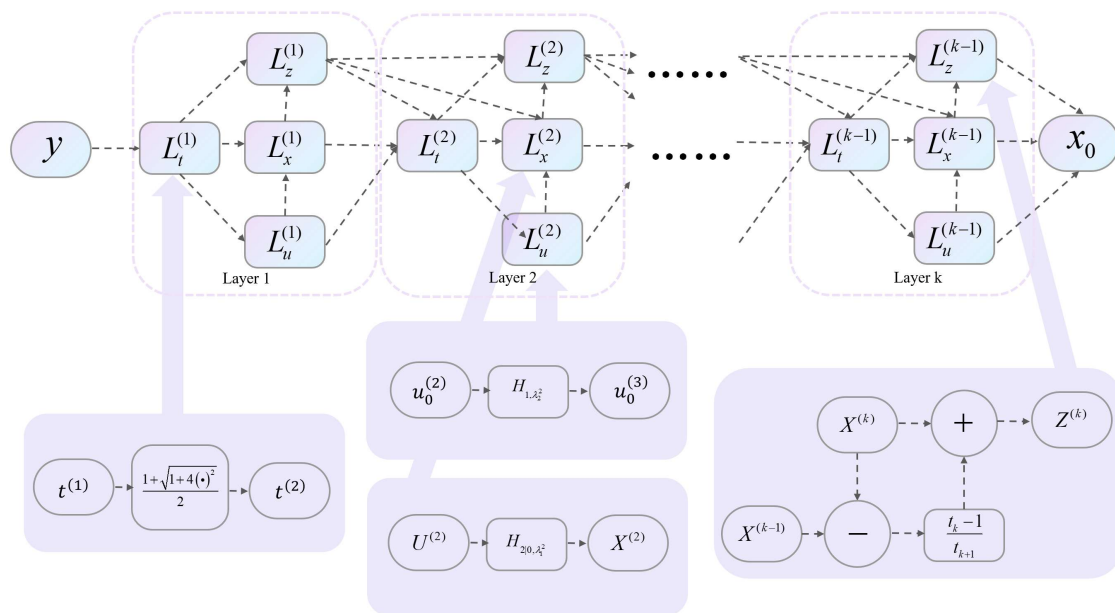 L_z^{(1)} L_z^{(2)} L_z^{(k-1)}
······
y L_t^{(1)} L_x^{(1)} L_t^{(2)} L_x^{(2)} ······ L_t^{(k-1)} L_x^{(k-1)} x_0
L_u^{(1)} L_u^{(2)} L_u^{(k-1)}
Layer 1 Layer 2 Layer k
t^{(1)} \frac{1+\sqrt{1+4(•)^2}}{2} t^{(2)}
u_0^{(2)} H_{1,λ_2^2} u_0^{(3)}
U^{(2)} H_{2|0,λ_1^2} X^{(2)}
X^{(k)} + Z^{(k)}
X^{(k-1)} − \frac{t_k-1}{t_{k+1}}